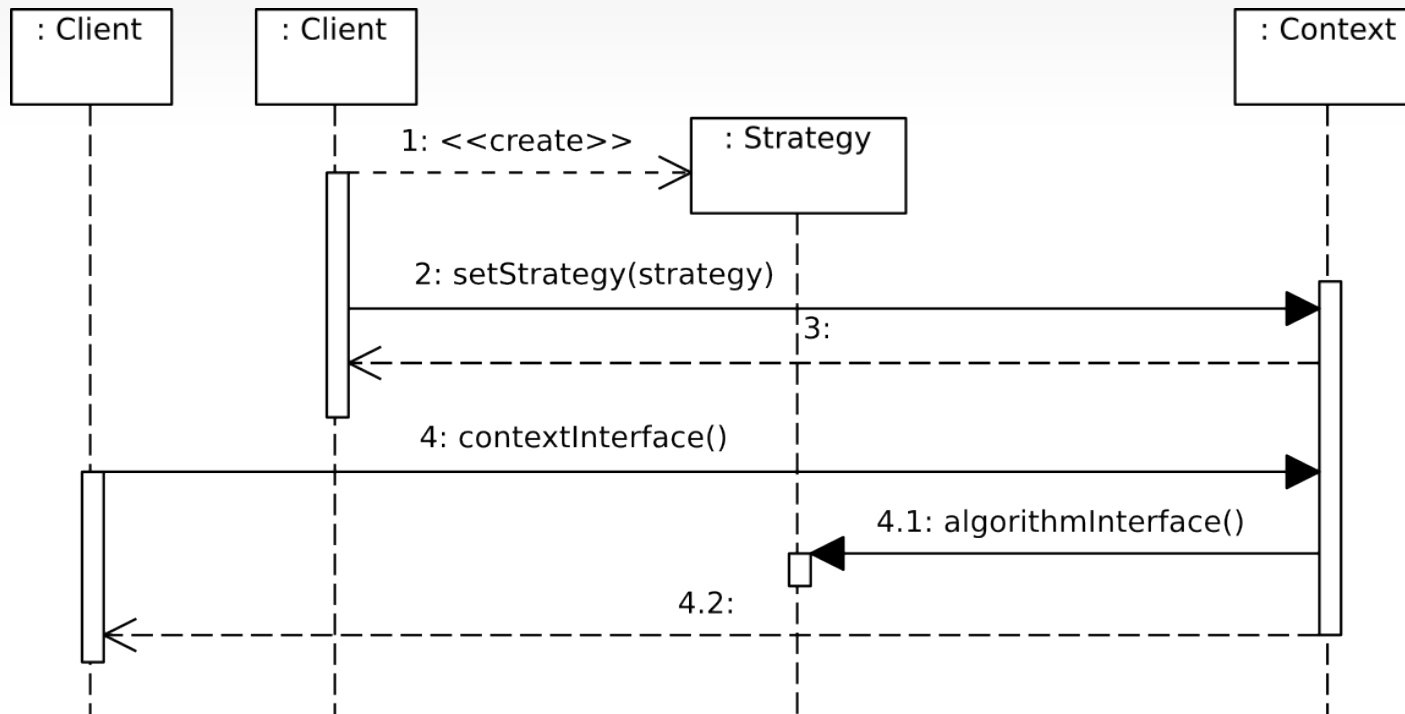 : Client
: Client
: Context
: Strategy
1: <<create>>
2: setStrategy(strategy)
3:
4: contextInterface()
4.1: algorithmInterface()
4.2: